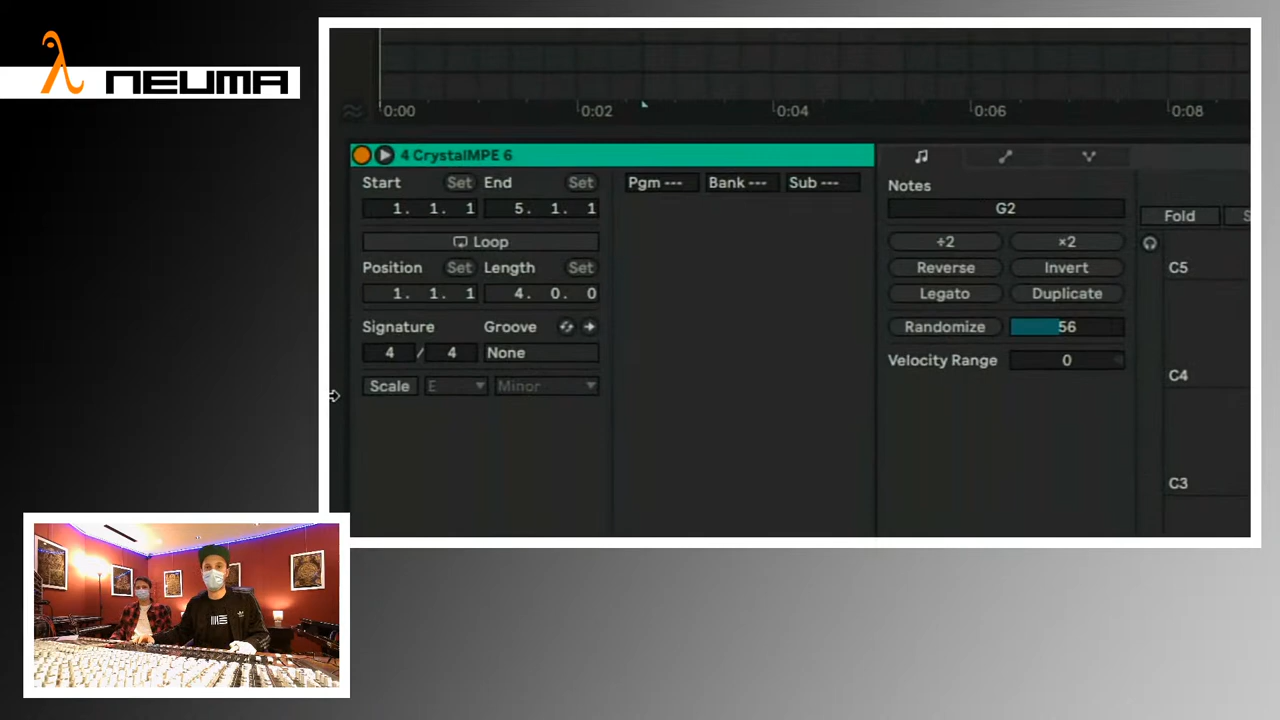 NEUMA
0:00 0:02 0:04 0:06 0:08
4 CrystalMPE 6
Start Set End Set Pgm --- Bank --- Sub --- Notes
1. 1. 1 5. 1. 1 G2
Fold
Loop ÷2 ×2
Position Set Length Set Reverse Invert C5
1. 1. 1 4. 0. 0 Legato Duplicate
Signature Groove Randomize 56
4 / 4 None Velocity Range 0
C4
Scale E Minor
C3